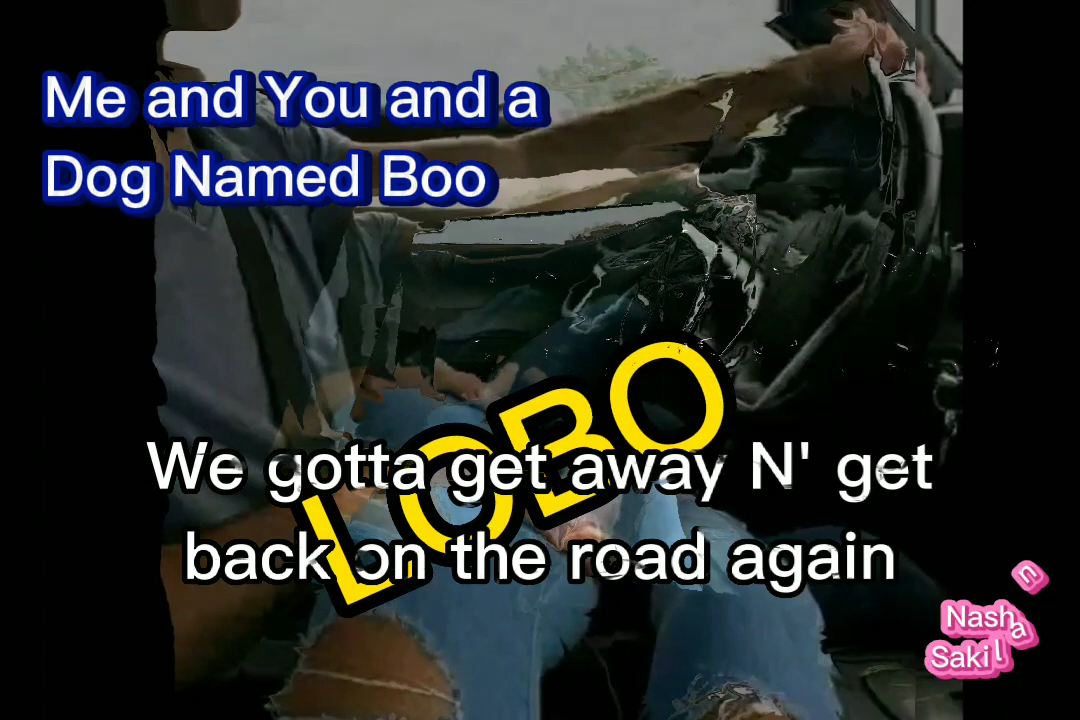 Me and You and a
Dog Named Boo
LOBO
We gotta get away N' get
back on the road again
Nash
Saki